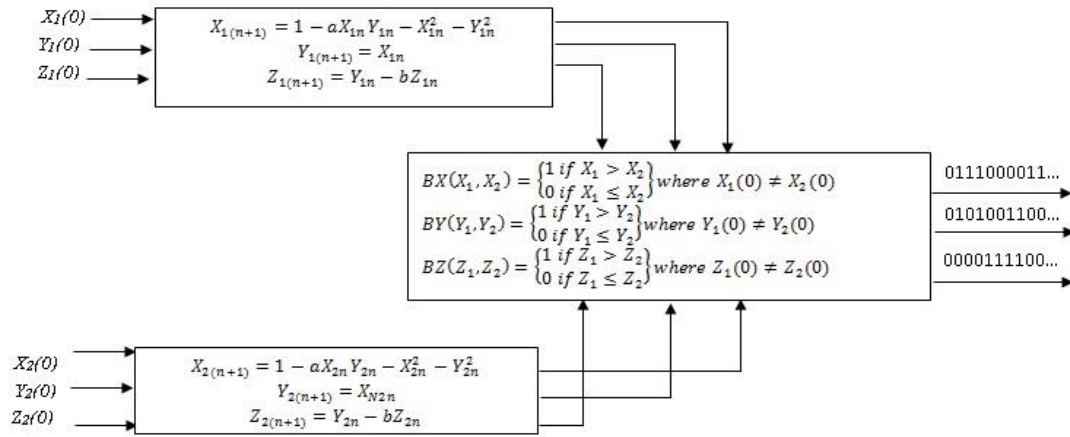 X₁(0)
Y₁(0)
Z₁(0)
X₁₍ₙ₊₁₎ = 1 − aX₁ₙY₁ₙ − X₁ₙ² − Y₁ₙ²
Y₁₍ₙ₊₁₎ = X₁ₙ
Z₁₍ₙ₊₁₎ = Y₁ₙ − bZ₁ₙ
BX(X₁,X₂) = {1 if X₁ > X₂
0 if X₁ ≤ X₂} where X₁(0) ≠ X₂(0)
BY(Y₁,Y₂) = {1 if Y₁ > Y₂
0 if Y₁ ≤ Y₂} where Y₁(0) ≠ Y₂(0)
BZ(Z₁,Z₂) = {1 if Z₁ > Z₂
0 if Z₁ ≤ Z₂} where Z₁(0) ≠ Z₂(0)
0111000011...
0101001100...
0000111100...
X₂(0)
Y₂(0)
Z₂(0)
X₂₍ₙ₊₁₎ = 1 − aX₂ₙY₂ₙ − X₂ₙ² − Y₂ₙ²
Y₂₍ₙ₊₁₎ = X_N2n
Z₂₍ₙ₊₁₎ = Y₂ₙ − bZ₂ₙ